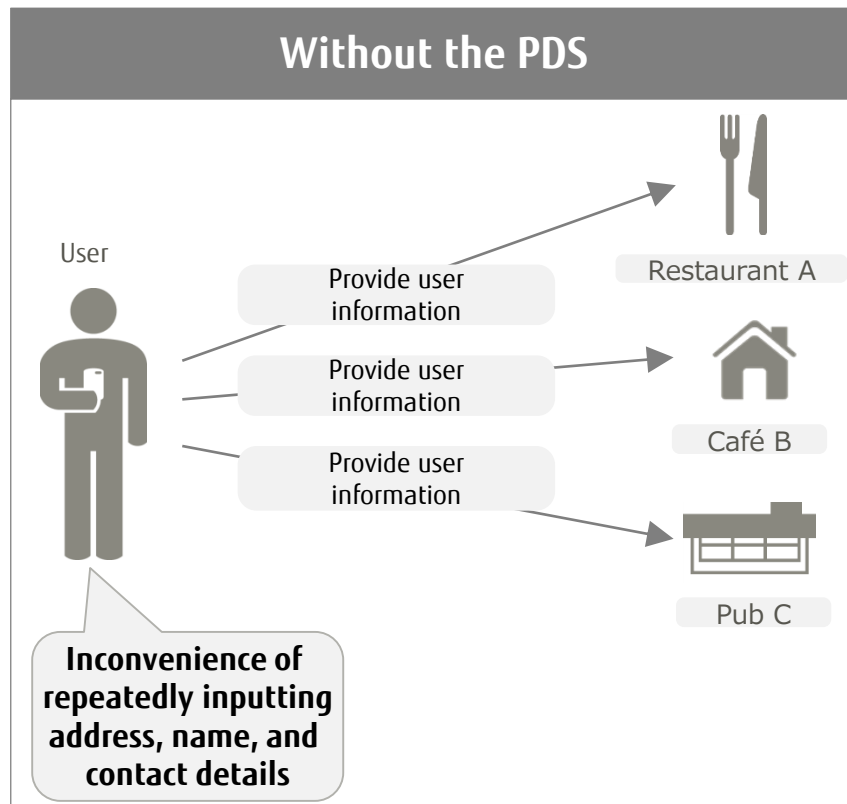 Without the PDS
User
Restaurant A
Provide user
information
Provide user
information
Café B
Provide user
information
Pub C
Inconvenience of
repeatedly inputting
address, name, and
contact details